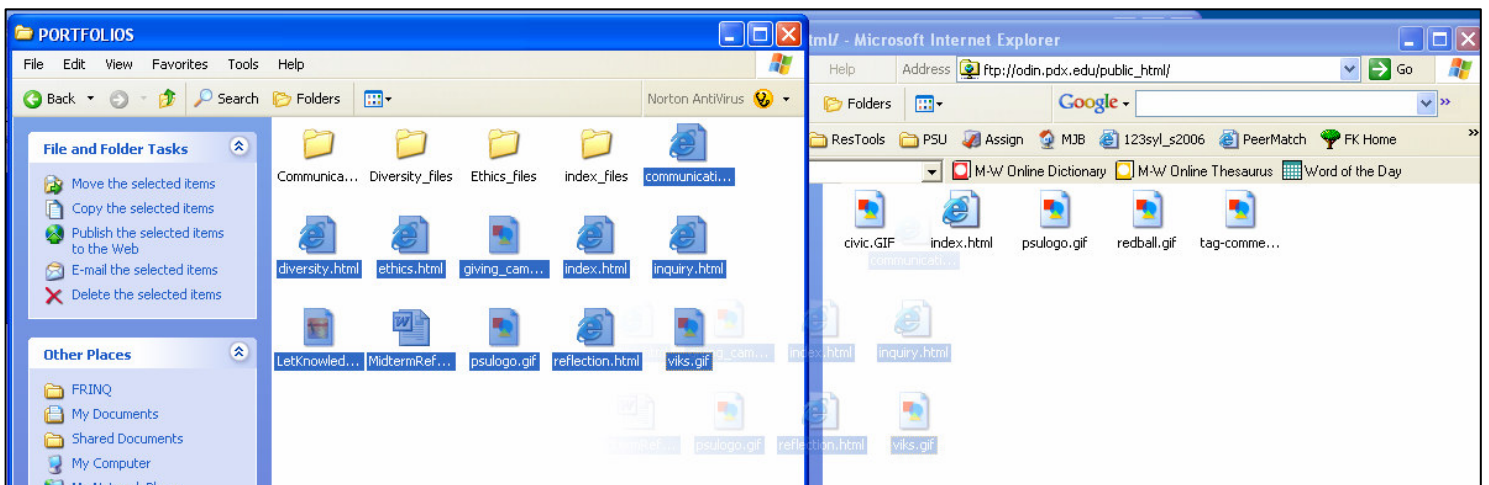 PORTFOLIOS
File Edit View Favorites Tools Help
Back Search Folders Norton AntiVirus
File and Folder Tasks
Move the selected items
Copy the selected items
Publish the selected items
to the Web
E-mail the selected items
Delete the selected items
Other Places
FRINQ
My Documents
Shared Documents
My Computer
Communica... Diversity_files Ethics_files index_files communicati...
diversity.html ethics.html giving_cam... index.html inquiry.html
LetKnowled... MidtermRef... psulogo.gif reflection.html viks.gif
tml/ - Microsoft Internet Explorer
Help Address ftp://odin.pdx.edu/public_html/ Go
Folders Google »
ResTools PSU Assign MJB 123syl_s2006 PeerMatch FK Home »
M-W Online Dictionary M-W Online Thesaurus Word of the Day
civic.GIF index.html psulogo.gif redball.gif tag-comme...
communicati...
index.html inquiry.html
psulogo.gif reflection.html viks.gif